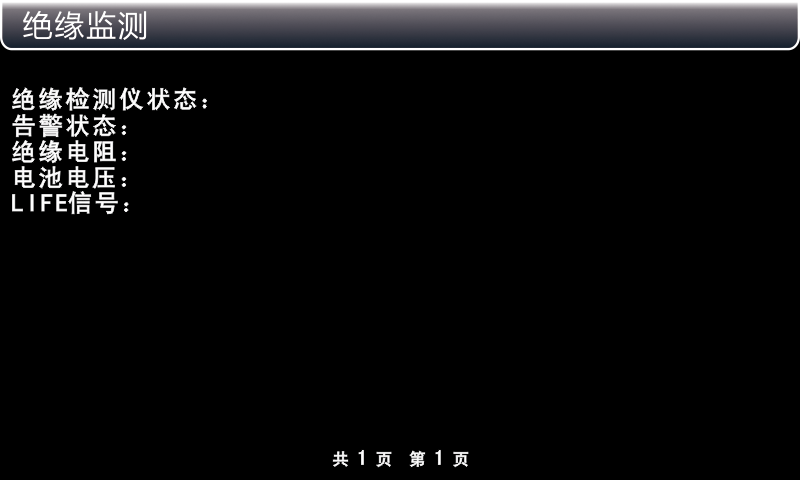 绝缘监测
绝缘检测仪状态：
告警状态：
绝缘电阻：
电池电压：
LIFE信号：
共 1 页 第 1 页